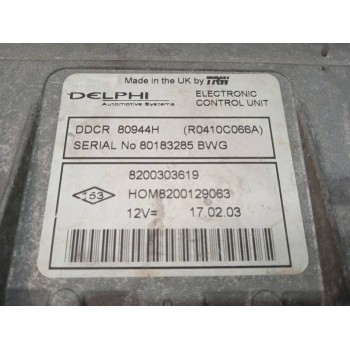 Made in the UK by TRW
DELPHI
Automotive Systems
ELECTRONIC
CONTROL UNIT
DDCR 80944H (R0410C066A)
SERIAL No 80183285 BWG
8200303619
153
HOM8200129063
12V= 17.02.03